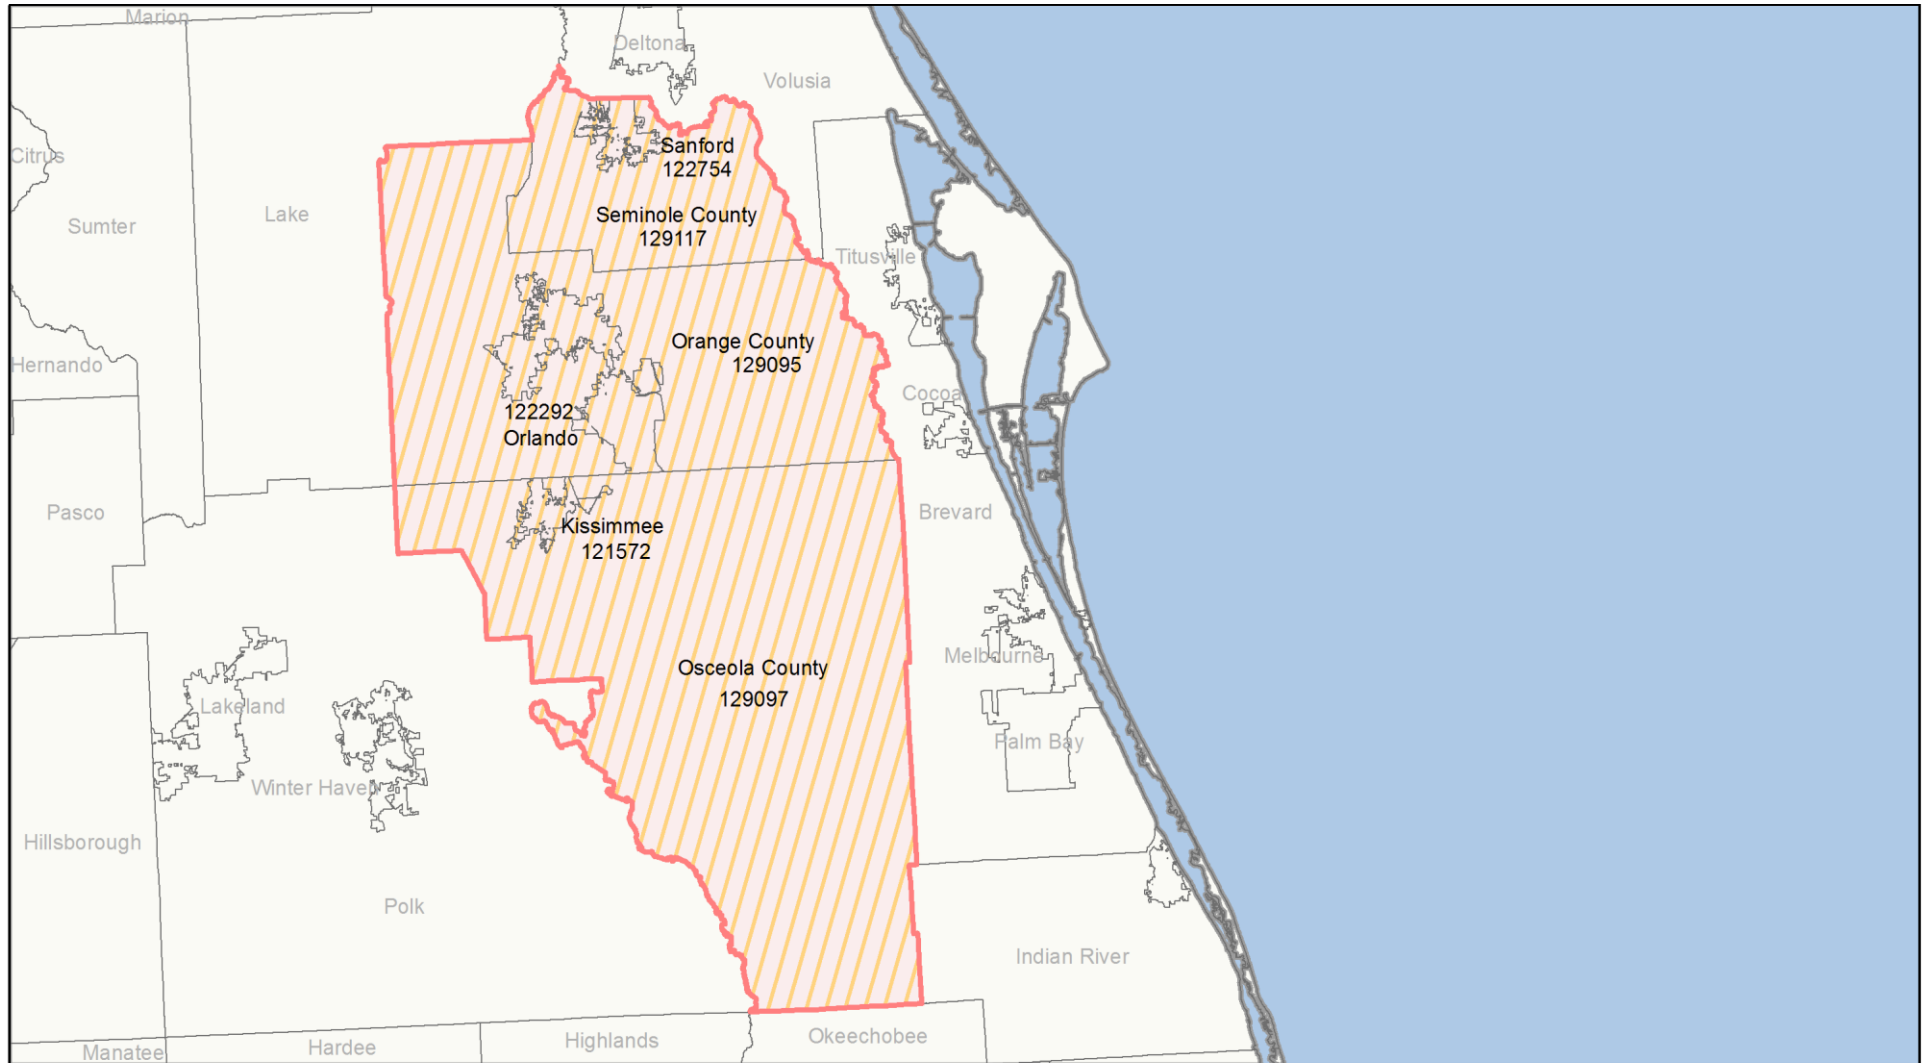 Marion
Deltona
Volusia
Citrus
Sanford
122754
Lake
Seminole County
129117
Sumter
Titusville
Orange County
129095
Hernando
Cocoa
122292
Orlando
Pasco
Brevard
Kissimmee
121572
Melbourne
Osceola County
129097
Lakeland
Palm Bay
Winter Haven
Hillsborough
Polk
Indian River
Okeechobee
Highlands
Hardee
Manatee